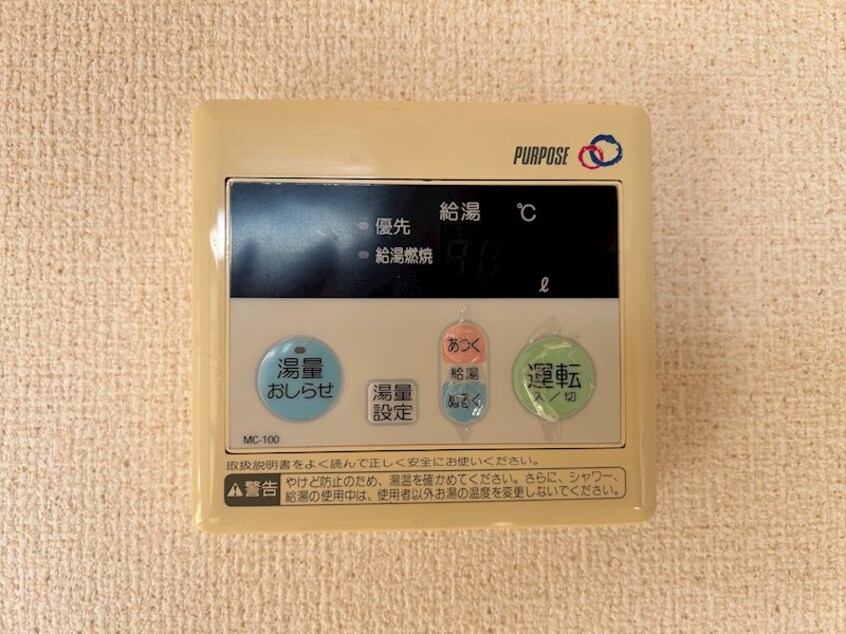 PURPOSE
給湯 ℃
優先
給湯燃焼
ℓ
湯量
おしらせ
湯量
設定
あつく
給湯
ぬるく
運転
入／切
MC-100
取扱説明書をよく読んで正しく安全にお使いください。
警告
やけど防止のため、湯温を確かめてください。さらに、シャワー、
給湯の使用中は、使用者以外お湯の温度を変更しないでください。